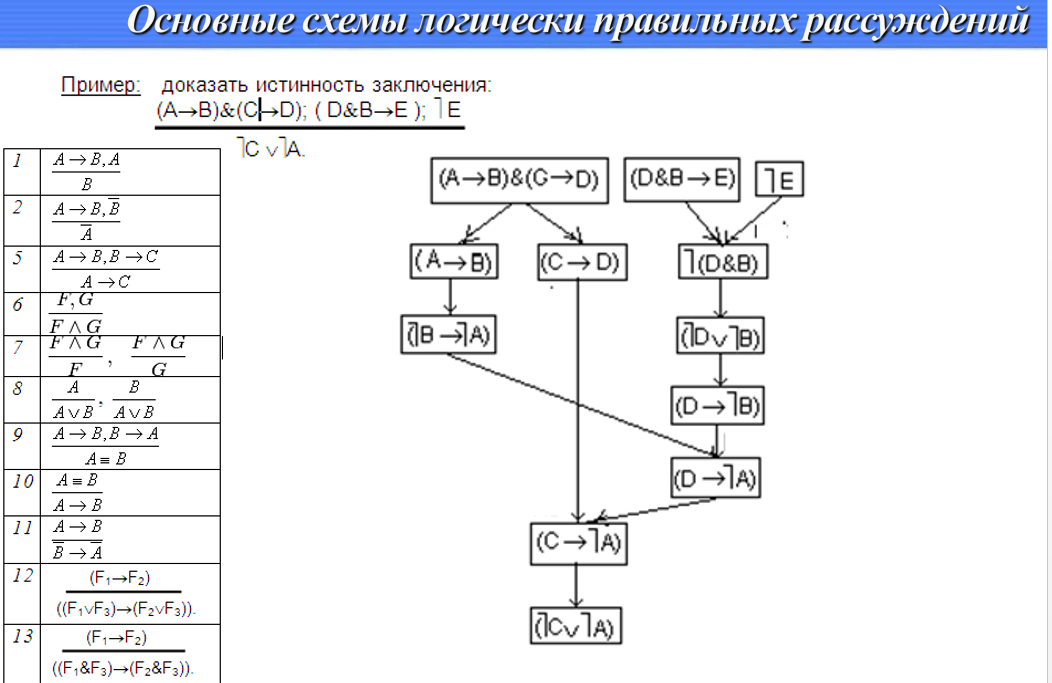 Основные схемы логически правильных рассуждений
Пример: доказать истинность заключения:
(A→B)&(C→D); ( D&B→E ); ⅂E
⅂C ∨⅂A.
1 A → B, A
B
2 A → B, B̅
A̅
5 A → B, B → C
A → C
6 F, G
F ∧ G
7 F ∧ G , F ∧ G
F G
8 A , B
A ∨ B A ∨ B
9 A → B, B → A
A ≡ B
10 A ≡ B
A → B
11 A → B
B̅ → A̅
12 (F₁→F₂)
((F₁∨F₃)→(F₂∨F₃)).
13 (F₁→F₂)
((F₁&F₃)→(F₂&F₃)).
(A→B)&(C→D) (D&B→E) ⅂E
(A→B) (C→D) ⅂(D&B)
(⅂B→⅂A) (⅂D∨⅂B)
(D→⅂B)
(D→⅂A)
(C→⅂A)
(⅂C∨⅂A)